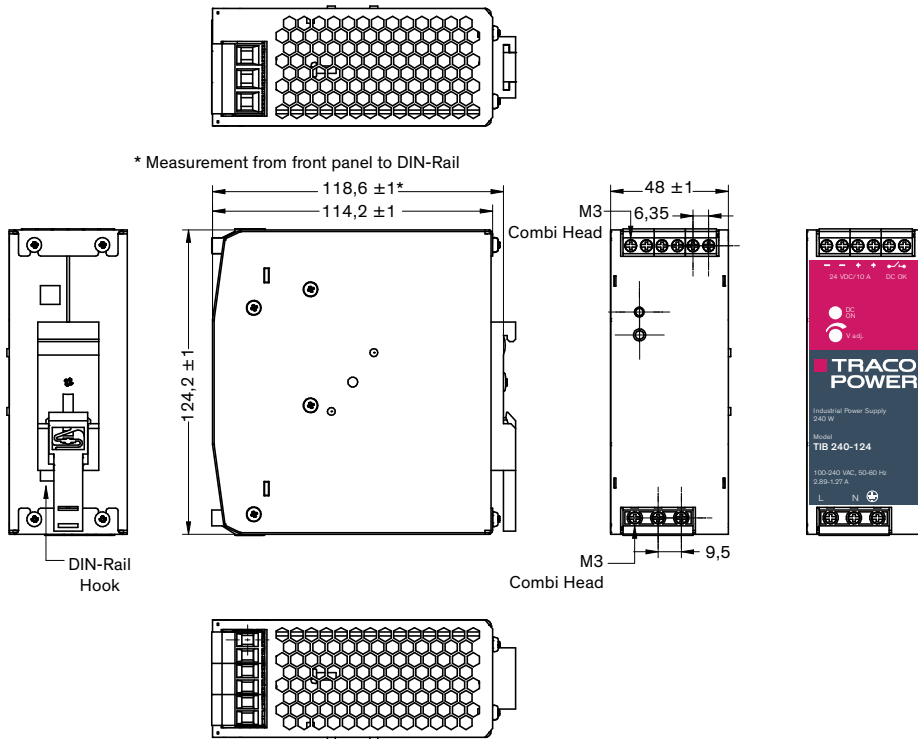 * Measurement from front panel to DIN-Rail
118,6 ±1*
114,2 ±1
124,2 ±1
DIN-Rail
Hook
48 ±1
M3
Combi Head
6,35
M3
Combi Head
9,5
− − + +
24 VDC/10 A DC OK
DC
ON
V adj.
TRACO
POWER
Industrial Power Supply
240 W
Model
TIB 240-124
100-240 VAC, 50-60 Hz
2.89-1.27 A
L N